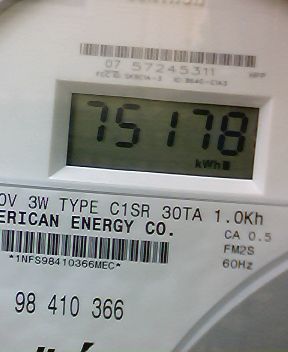 07 57245311
HPP
75178
kWh
0V 3W TYPE C1SR 30TA 1.0Kh
ERICAN ENERGY CO.
CA 0.5
*1NFS98410366MEC*
FM2S
60Hz
98 410 366